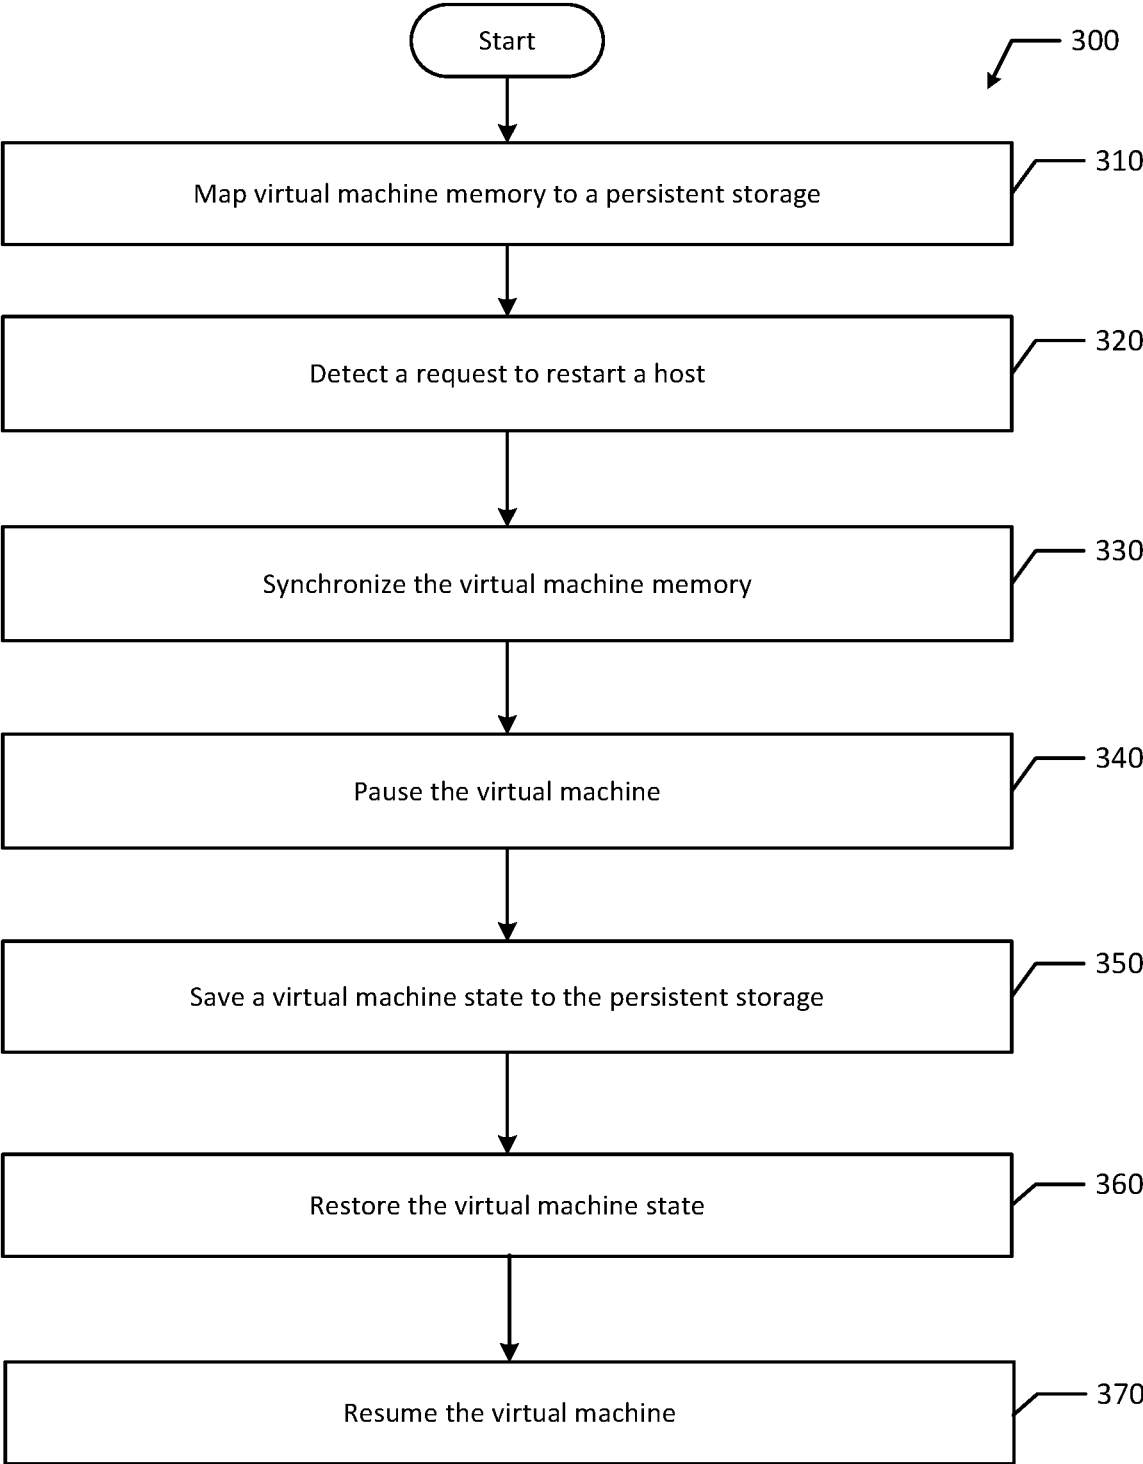 Start
300
Map virtual machine memory to a persistent storage
310
Detect a request to restart a host
320
Synchronize the virtual machine memory
330
Pause the virtual machine
340
Save a virtual machine state to the persistent storage
350
Restore the virtual machine state
360
Resume the virtual machine
370